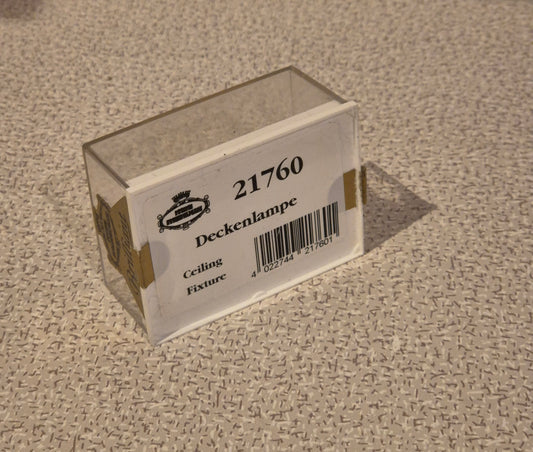 21760
Deckenlampe
Ceiling
Fixture
4 022744 217601